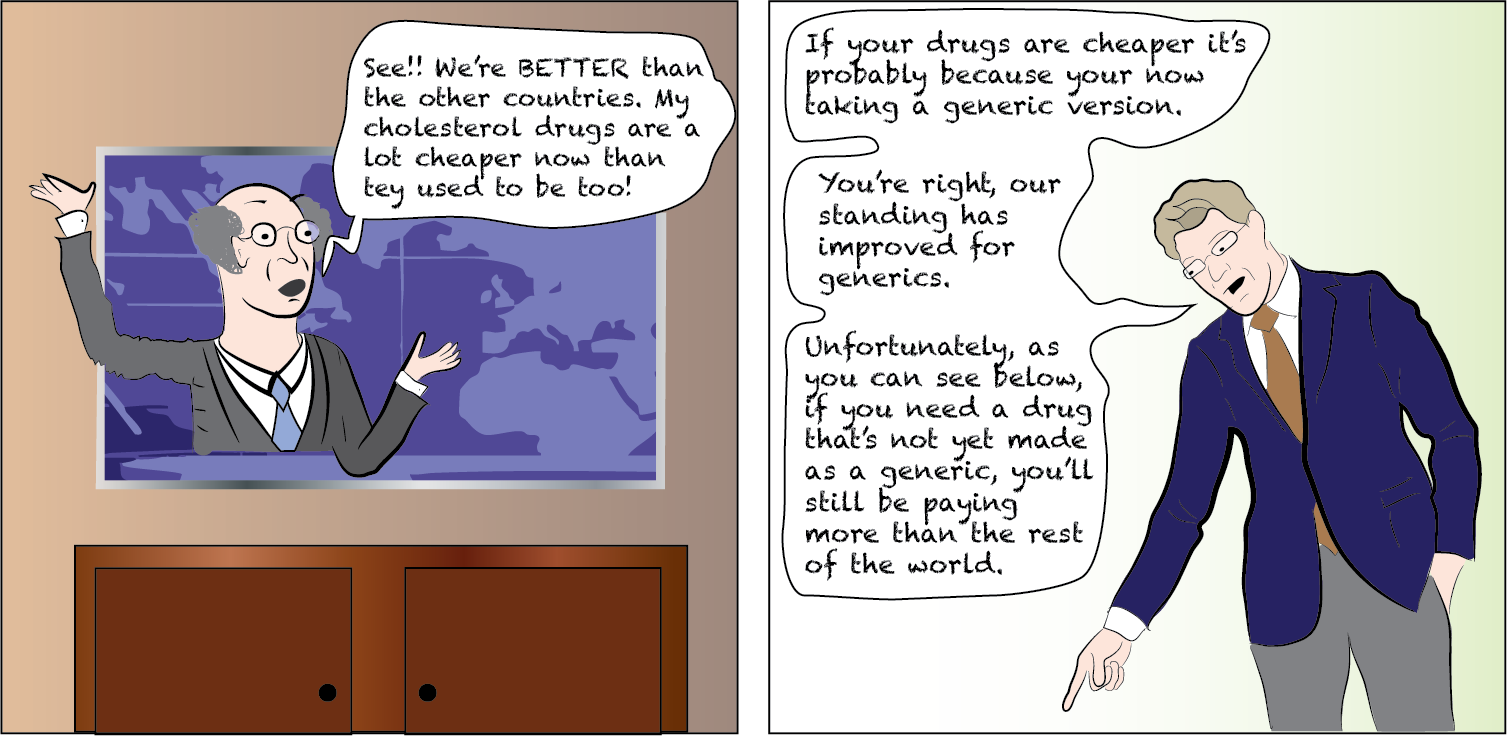 See!! We're BETTER than
the other countries. My
cholesterol drugs are a
lot cheaper now than
tey used to be too!
If your drugs are cheaper it's
probably because your now
taking a generic version.
You're right, our
standing has
improved for
generics.
Unfortunately, as
you can see below,
if you need a drug
that's not yet made
as a generic, you'll
still be paying
more than the rest
of the world.